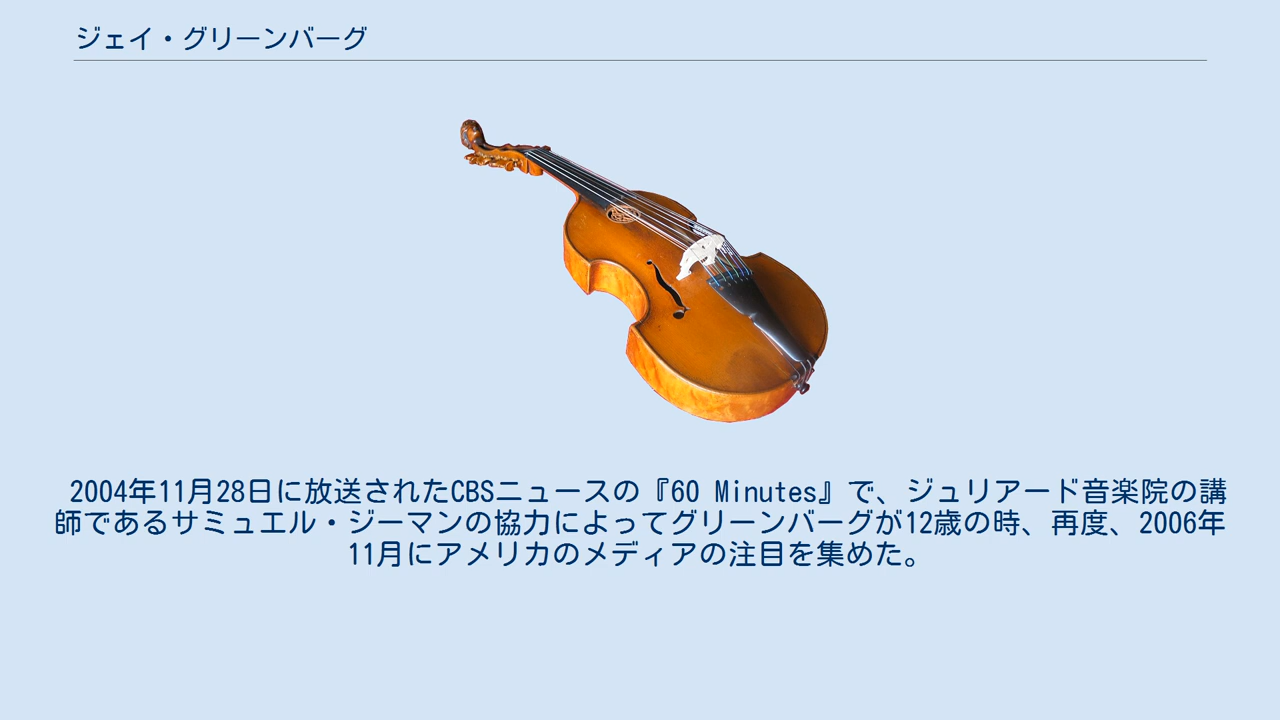 ジェイ・グリーンバーグ
2004年11月28日に放送されたCBSニュースの『60 Minutes』で、ジュリアード音楽院の講
師であるサミュエル・ジーマンの協力によってグリーンバーグが12歳の時、再度、2006年
11月にアメリカのメディアの注目を集めた。